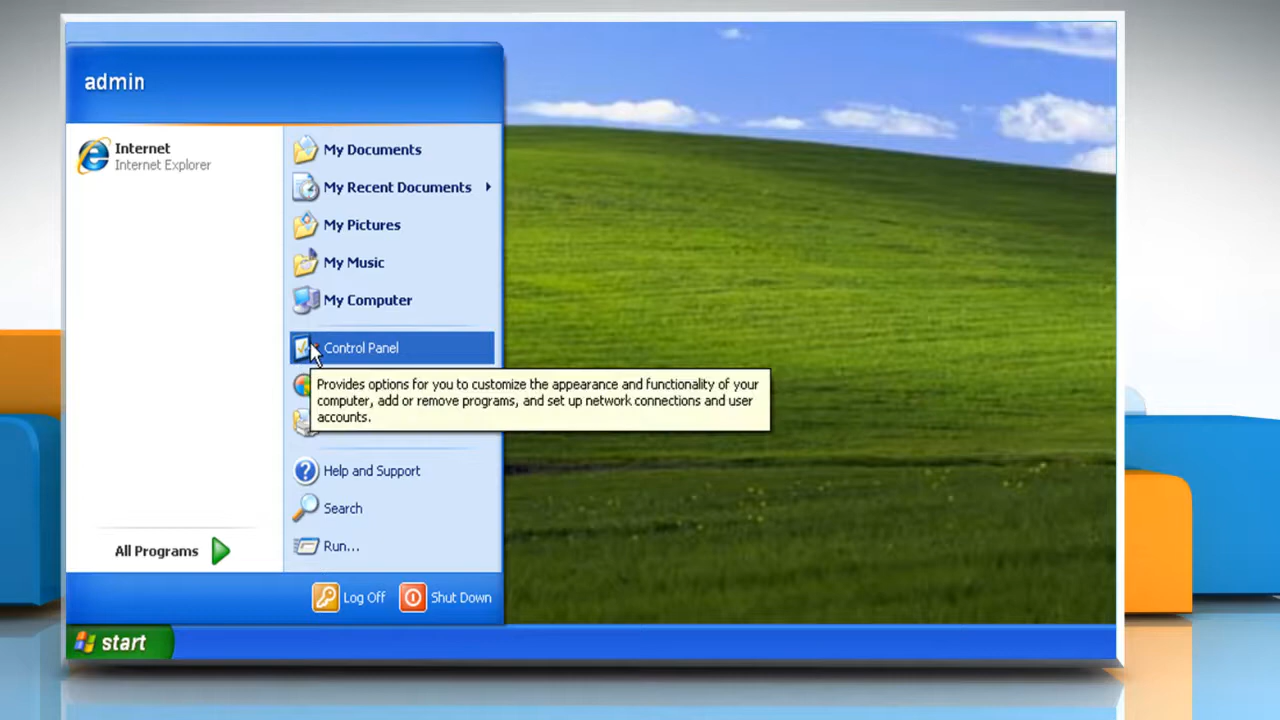 admin
Internet
Internet Explorer
My Documents
My Recent Documents
My Pictures
My Music
My Computer
Control Panel
Provides options for you to customize the appearance and functionality of your
computer, add or remove programs, and set up network connections and user
accounts.
Help and Support
Search
Run...
All Programs
Log Off
Shut Down
start